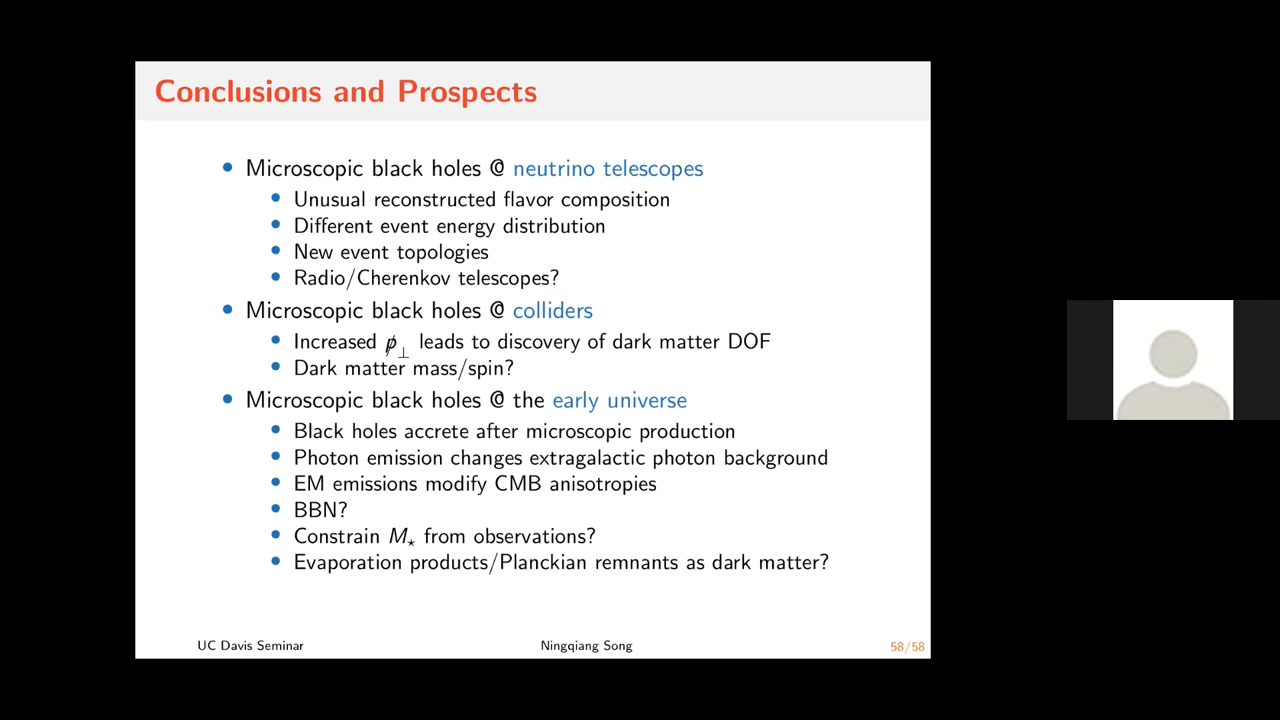 Conclusions and Prospects
• Microscopic black holes @ neutrino telescopes
• Unusual reconstructed flavor composition
• Different event energy distribution
• New event topologies
• Radio/Cherenkov telescopes?
• Microscopic black holes @ colliders
• Increased p̸⊥ leads to discovery of dark matter DOF
• Dark matter mass/spin?
• Microscopic black holes @ the early universe
• Black holes accrete after microscopic production
• Photon emission changes extragalactic photon background
• EM emissions modify CMB anisotropies
• BBN?
• Constrain M⋆ from observations?
• Evaporation products/Planckian remnants as dark matter?
UC Davis Seminar Ningqiang Song 58/58